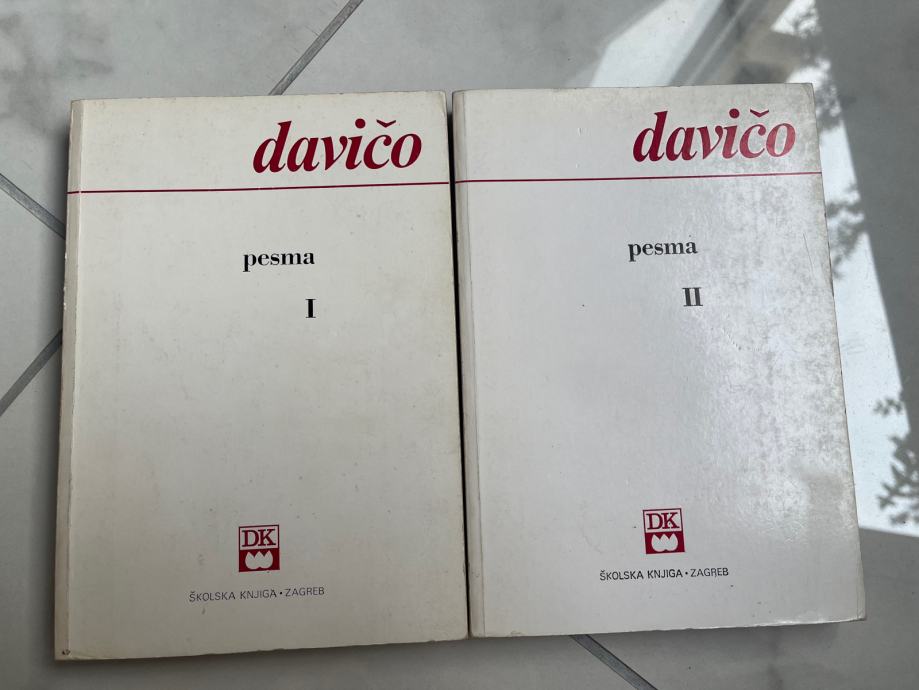 davičo
pesma
I
DK
ŠKOLSKA KNJIGA • ZAGREB
davičo
pesma
II
DK
ŠKOLSKA KNJIGA • ZAGREB